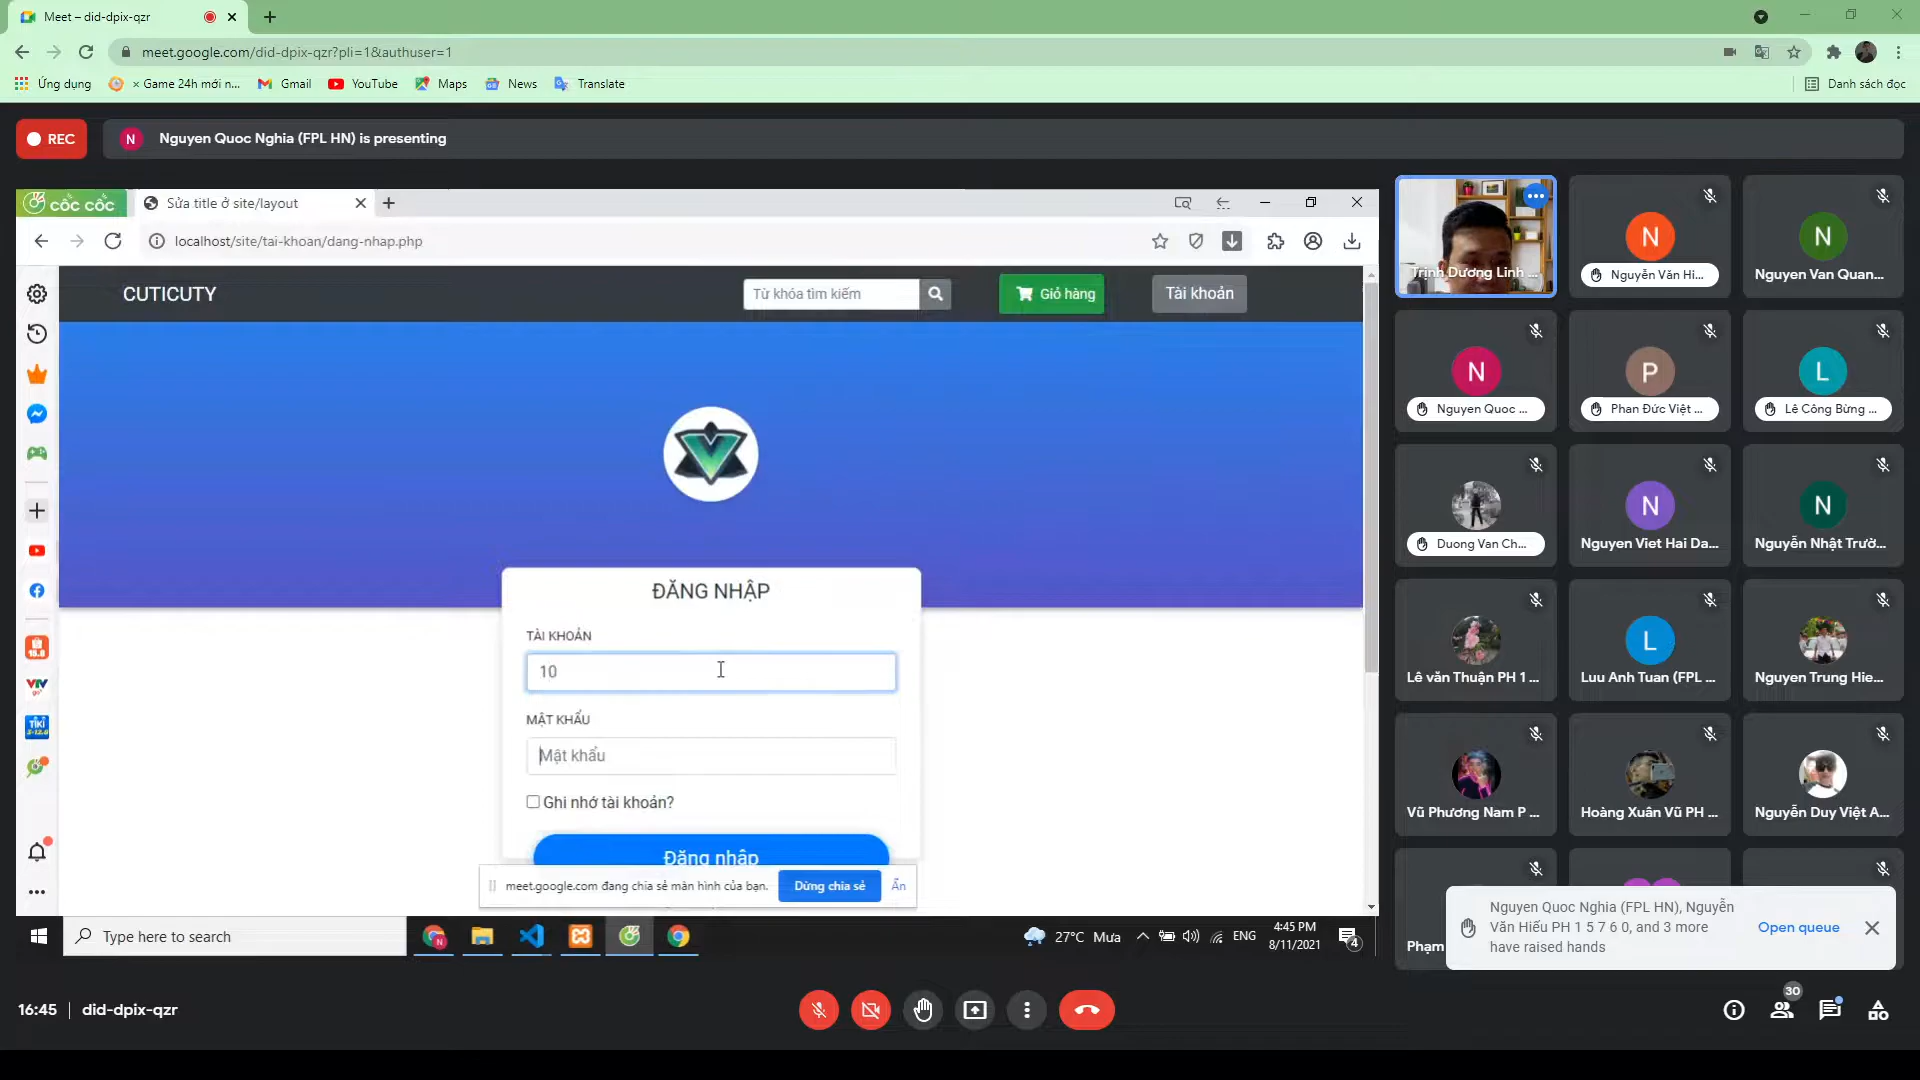 Meet – did-dpix-qzr
meet.google.com/did-dpix-qzr?pli=1&authuser=1
Ứng dụng
× Game 24h mới n...
Gmail
YouTube
Maps
News
Translate
Danh sách đọc
REC
N
Nguyen Quoc Nghia (FPL HN) is presenting
cốc cốc
Sửa title ở site/layout
localhost/site/tai-khoan/dang-nhap.php
CUTICUTY
Từ khóa tìm kiếm
Giỏ hàng
Tài khoản
ĐĂNG NHẬP
TÀI KHOẢN
10
MẬT KHẨU
Mật khẩu
Ghi nhớ tài khoản?
Đăng nhập
meet.google.com đang chia sẻ màn hình của bạn.
Dừng chia sẻ
Ẩn
Type here to search
27°C Mưa
ENG
4:45 PM
8/11/2021
4
Trịnh Dương Linh ...
N
Nguyễn Văn Hi...
N
Nguyen Van Quan...
N
Nguyen Quoc ...
P
Phan Đức Việt ...
L
Lê Công Bừng ...
Duong Van Ch...
N
Nguyen Viet Hai Da...
N
Nguyễn Nhật Trườ...
Lê văn Thuận PH 1 ...
L
Luu Anh Tuan (FPL ...
Nguyen Trung Hie...
Vũ Phương Nam P ...
Hoàng Xuân Vũ PH ...
Nguyễn Duy Việt A...
Phạm
Nguyen Quoc Nghia (FPL HN), Nguyễn
Văn Hiếu PH 1 5 7 6 0, and 3 more
have raised hands
Open queue
16:45
did-dpix-qzr
30